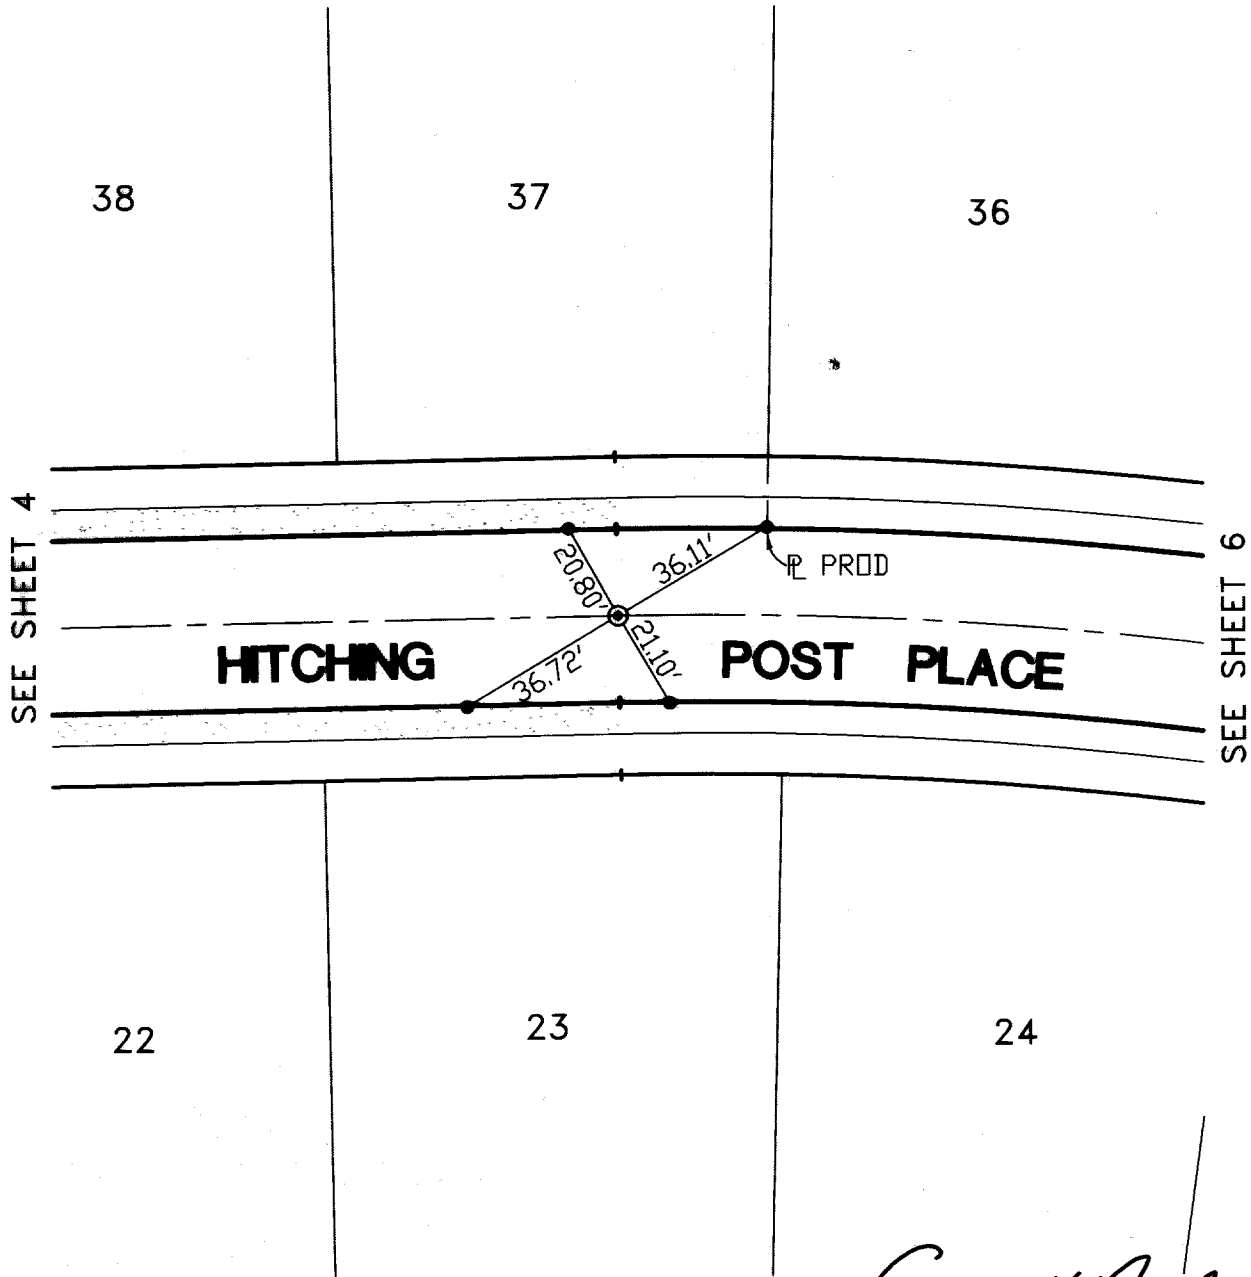 38
37
36
SEE SHEET 4
20.80'
36.11'
℄ PROD
SEE SHEET 6
36.72'
21.10'
HITCHING POST PLACE
22
23
24